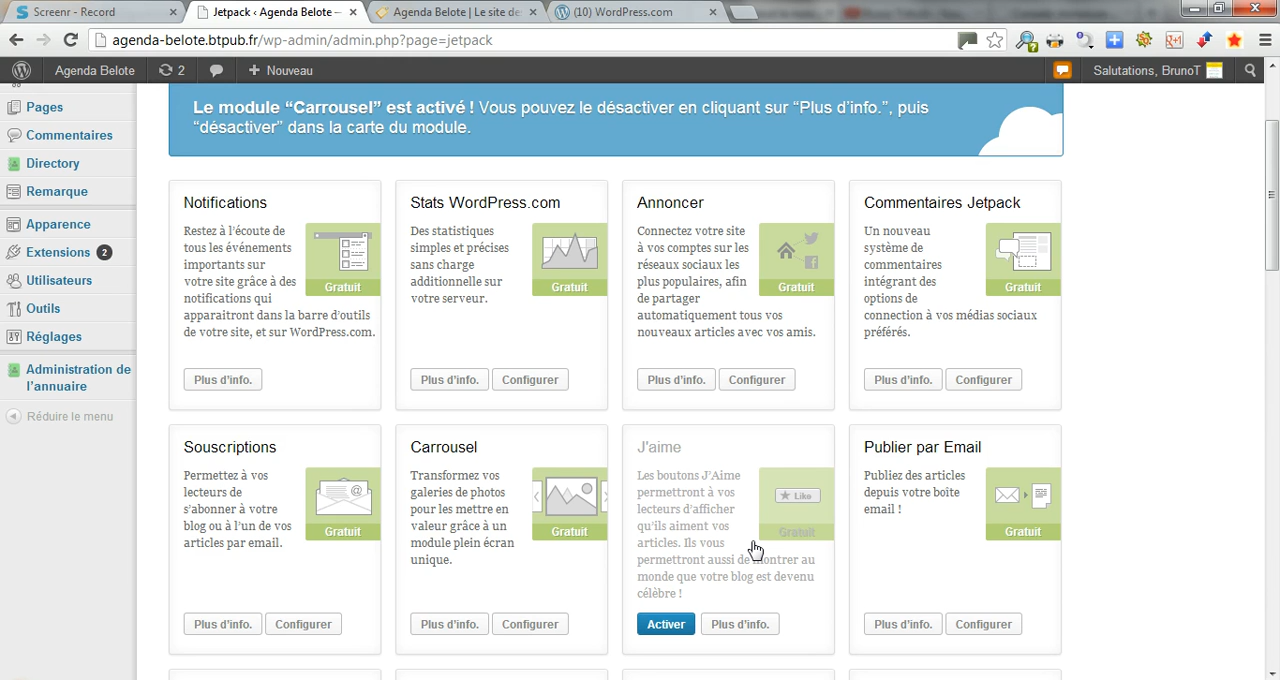 Screenr - Record
Jetpack ‹ Agenda Belote —
Agenda Belote | Le site de
(10) WordPress.com
agenda-belote.btpub.fr/wp-admin/admin.php?page=jetpack
Agenda Belote
2
Nouveau
Salutations, BrunoT
Pages
Commentaires
Directory
Remarque
Apparence
Extensions 2
Utilisateurs
Outils
Réglages
Administration de
l'annuaire
Réduire le menu
Le module “Carrousel” est activé ! Vous pouvez le désactiver en cliquant sur “Plus d'info.”, puis
“désactiver” dans la carte du module.
Notifications
Restez à l'écoute de
tous les événements
importants sur
votre site grâce à des
notifications qui
apparaitront dans la barre d'outils
de votre site, et sur WordPress.com.
Gratuit
Plus d'info.
Stats WordPress.com
Des statistiques
simples et précises
sans charge
additionnelle sur
votre serveur.
Gratuit
Plus d'info.
Configurer
Annoncer
Connectez votre site
à vos comptes sur les
réseaux sociaux les
plus populaires, afin
de partager
automatiquement tous vos
nouveaux articles avec vos amis.
Gratuit
Plus d'info.
Configurer
Commentaires Jetpack
Un nouveau
système de
commentaires
intégrant des
options de
connection à vos médias sociaux
préférés.
Gratuit
Plus d'info.
Configurer
Souscriptions
Permettez à vos
lecteurs de
s'abonner à votre
blog ou à l'un de vos
articles par email.
Gratuit
Plus d'info.
Configurer
Carrousel
Transformez vos
galeries de photos
pour les mettre en
valeur grâce à un
module plein écran
unique.
Gratuit
Plus d'info.
Configurer
J'aime
Les boutons J'Aime
permettront à vos
lecteurs d'afficher
qu'ils aiment vos
articles. Ils vous
permettront aussi de montrer au
monde que votre blog est devenu
célèbre !
Like
Gratuit
Activer
Plus d'info.
Publier par Email
Publiez des articles
depuis votre boîte
email !
Gratuit
Plus d'info.
Configurer